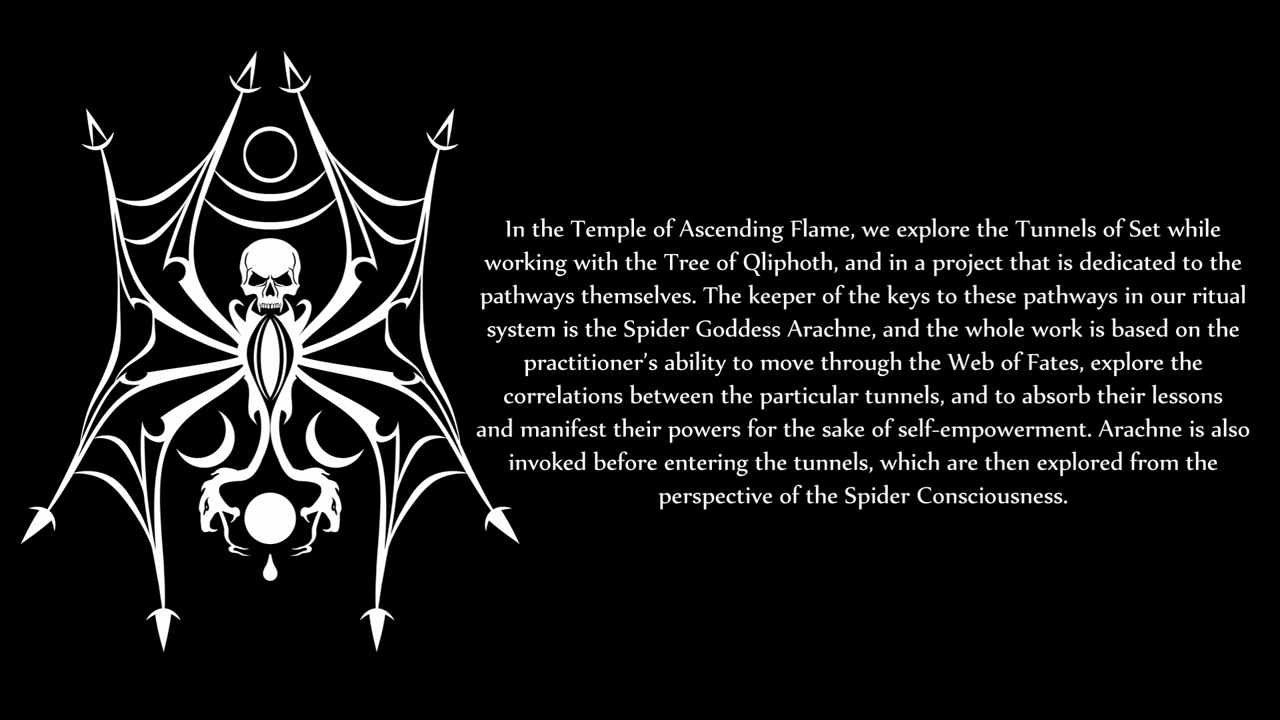 In the Temple of Ascending Flame, we explore the Tunnels of Set while
working with the Tree of Qliphoth, and in a project that is dedicated to the
pathways themselves. The keeper of the keys to these pathways in our ritual
system is the Spider Goddess Arachne, and the whole work is based on the
practitioner’s ability to move through the Web of Fates, explore the
correlations between the particular tunnels, and to absorb their lessons
and manifest their powers for the sake of self-empowerment. Arachne is also
invoked before entering the tunnels, which are then explored from the
perspective of the Spider Consciousness.